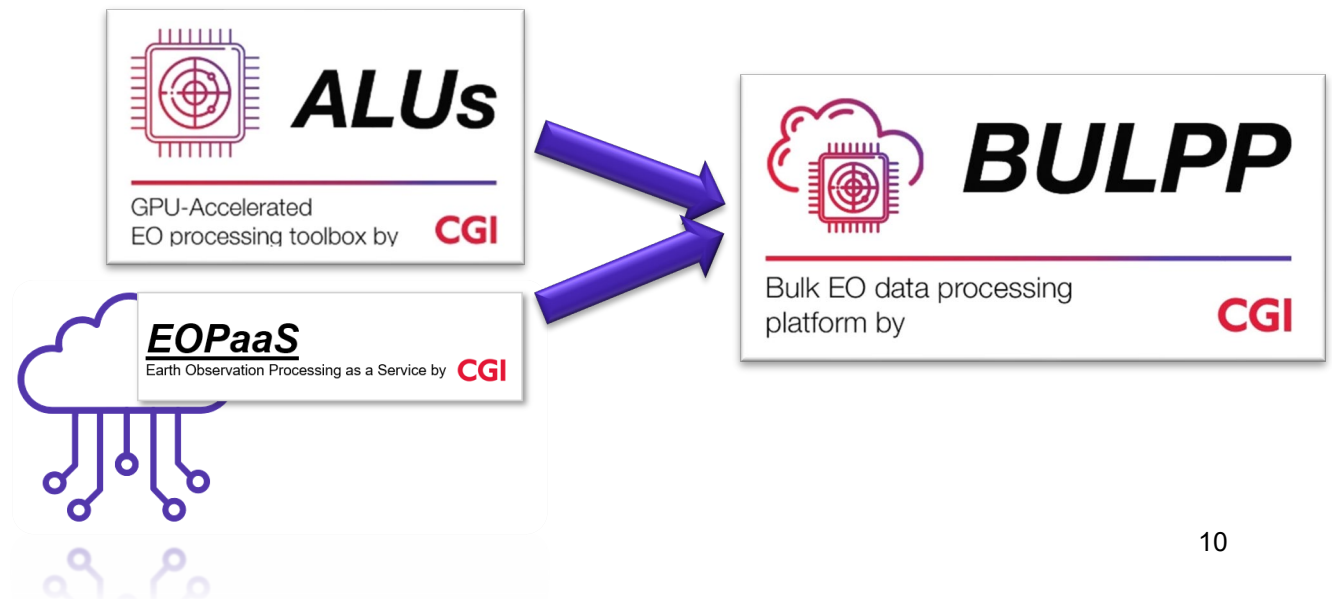 ALUs
GPU-Accelerated
EO processing toolbox by CGI
EOPaaS
Earth Observation Processing as a Service by CGI
BULPP
Bulk EO data processing
platform by CGI
10